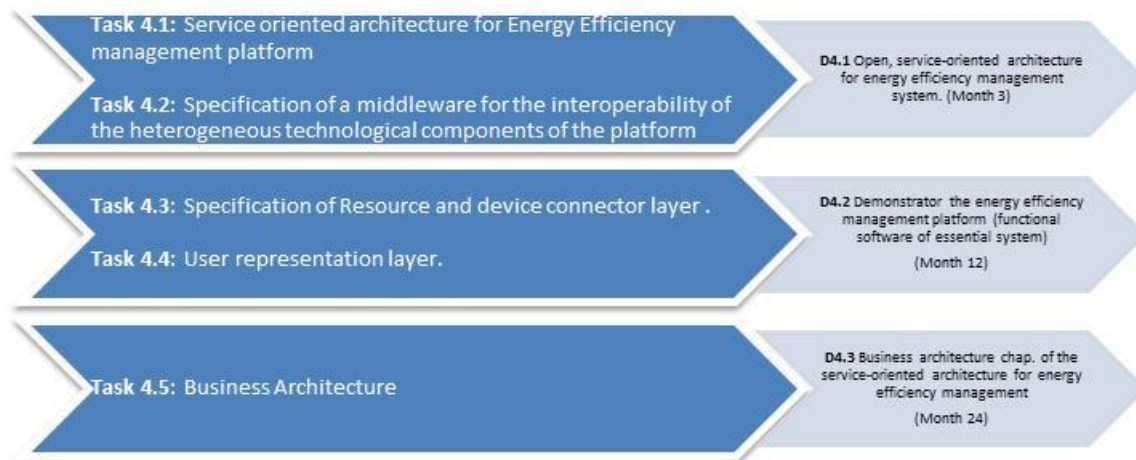 Task 4.1: Service oriented architecture for Energy Efficiency
management platform
Task 4.2: Specification of a middleware for the interoperability of
the heterogeneous technological components of the platform
D4.1 Open, service-oriented architecture
for energy efficiency management
system. (Month 3)
Task 4.3: Specification of Resource and device connector layer .
Task 4.4: User representation layer.
D4.2 Demonstrator the energy efficiency
management platform (functional
software of essential system)
(Month 12)
Task 4.5: Business Architecture
D4.3 Business architecture chap. of the
service-oriented architecture for energy
efficiency management
(Month 24)